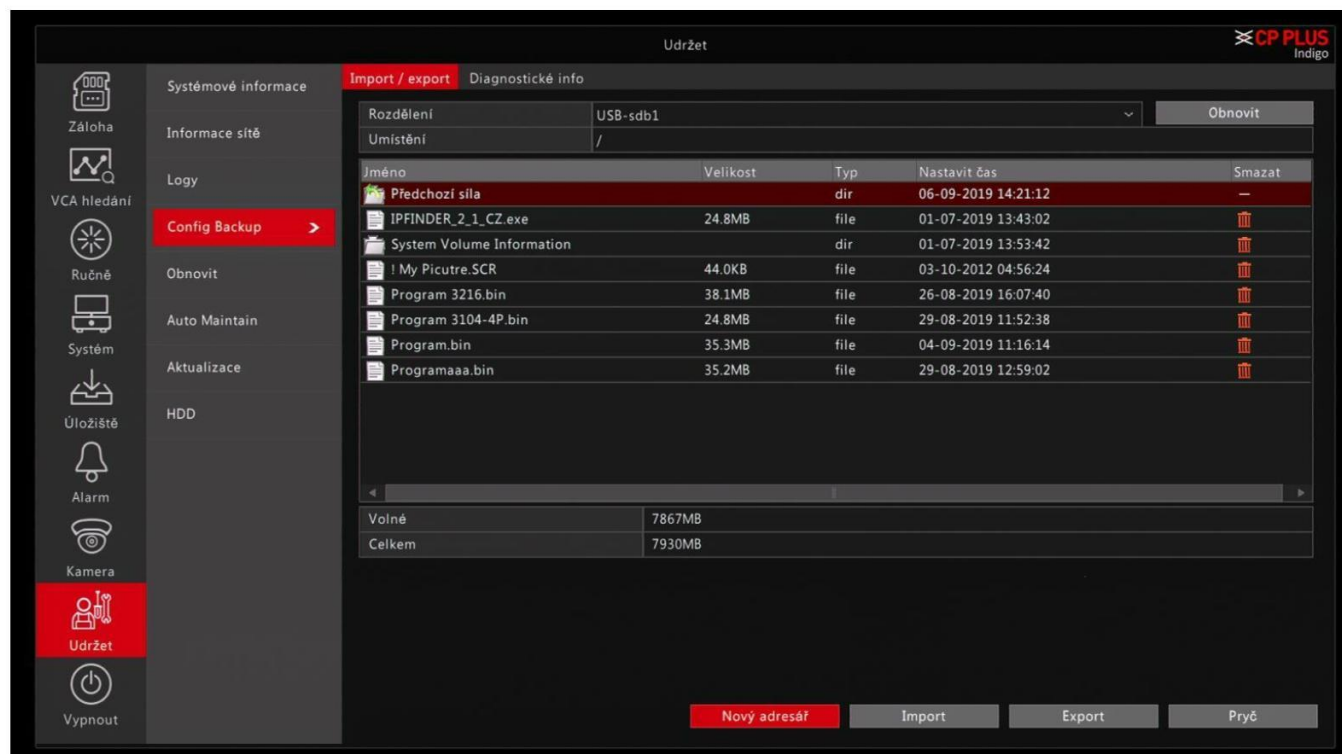 Udržet
CP PLUS
Indigo
Záloha
VCA hledání
Ručně
Systém
Úložiště
Alarm
Kamera
Udržet
Vypnout
Systémové informace
Informace sítě
Logy
Config Backup
Obnovit
Auto Maintain
Aktualizace
HDD
Import / export Diagnostické info
Rozdělení USB-sdb1 Obnovit
Umístění /
Jméno Velikost Typ Nastavit čas Smazat
Předchozí síla dir 06-09-2019 14:21:12 —
IPFINDER_2_1_CZ.exe 24.8MB file 01-07-2019 13:43:02
System Volume Information dir 01-07-2019 13:53:42
! My Picutre.SCR 44.0KB file 03-10-2012 04:56:24
Program 3216.bin 38.1MB file 26-08-2019 16:07:40
Program 3104-4P.bin 24.8MB file 29-08-2019 11:52:38
Program.bin 35.3MB file 04-09-2019 11:16:14
Programaaa.bin 35.2MB file 29-08-2019 12:59:02
Volné 7867MB
Celkem 7930MB
Nový adresář Import Export Pryč